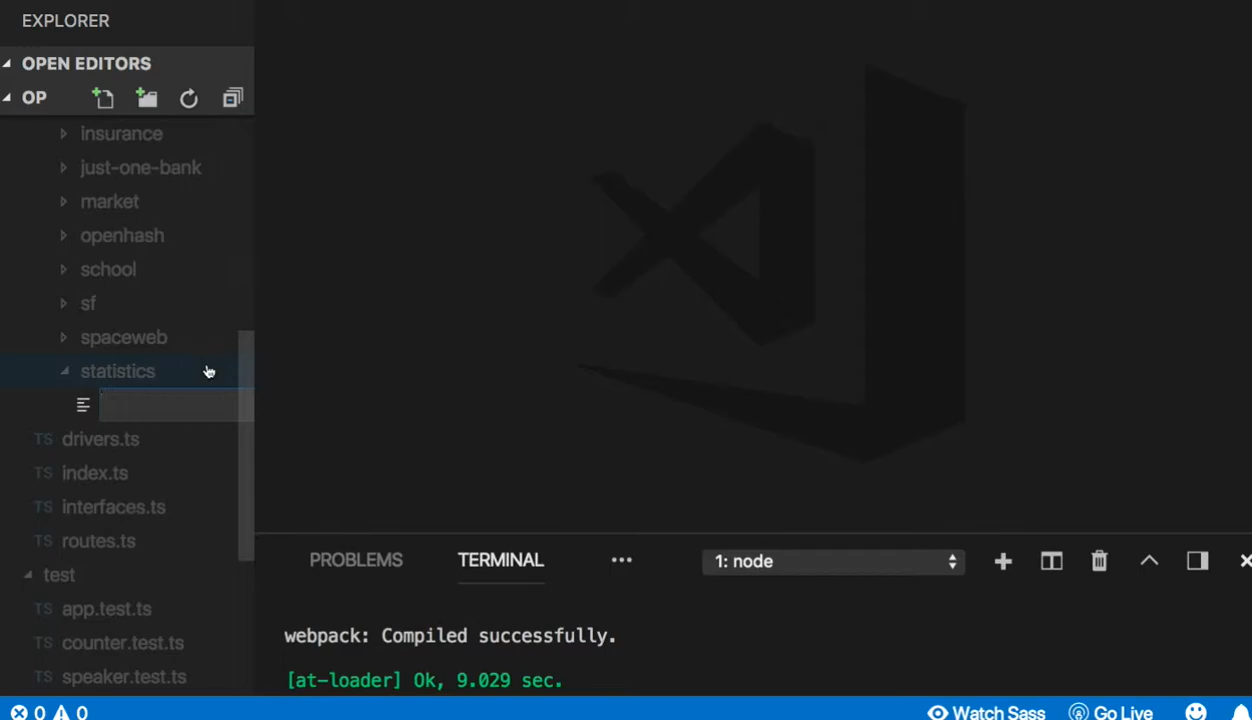 EXPLORER
OPEN EDITORS
OP
insurance
just-one-bank
market
openhash
school
sf
spaceweb
statistics
TS drivers.ts
TS index.ts
TS interfaces.ts
TS routes.ts
test
TS app.test.ts
TS counter.test.ts
TS speaker.test.ts
PROBLEMS TERMINAL ••• 1: node
webpack: Compiled successfully.
[at-loader] Ok, 9.029 sec.
0 0 Watch Sass Go Live